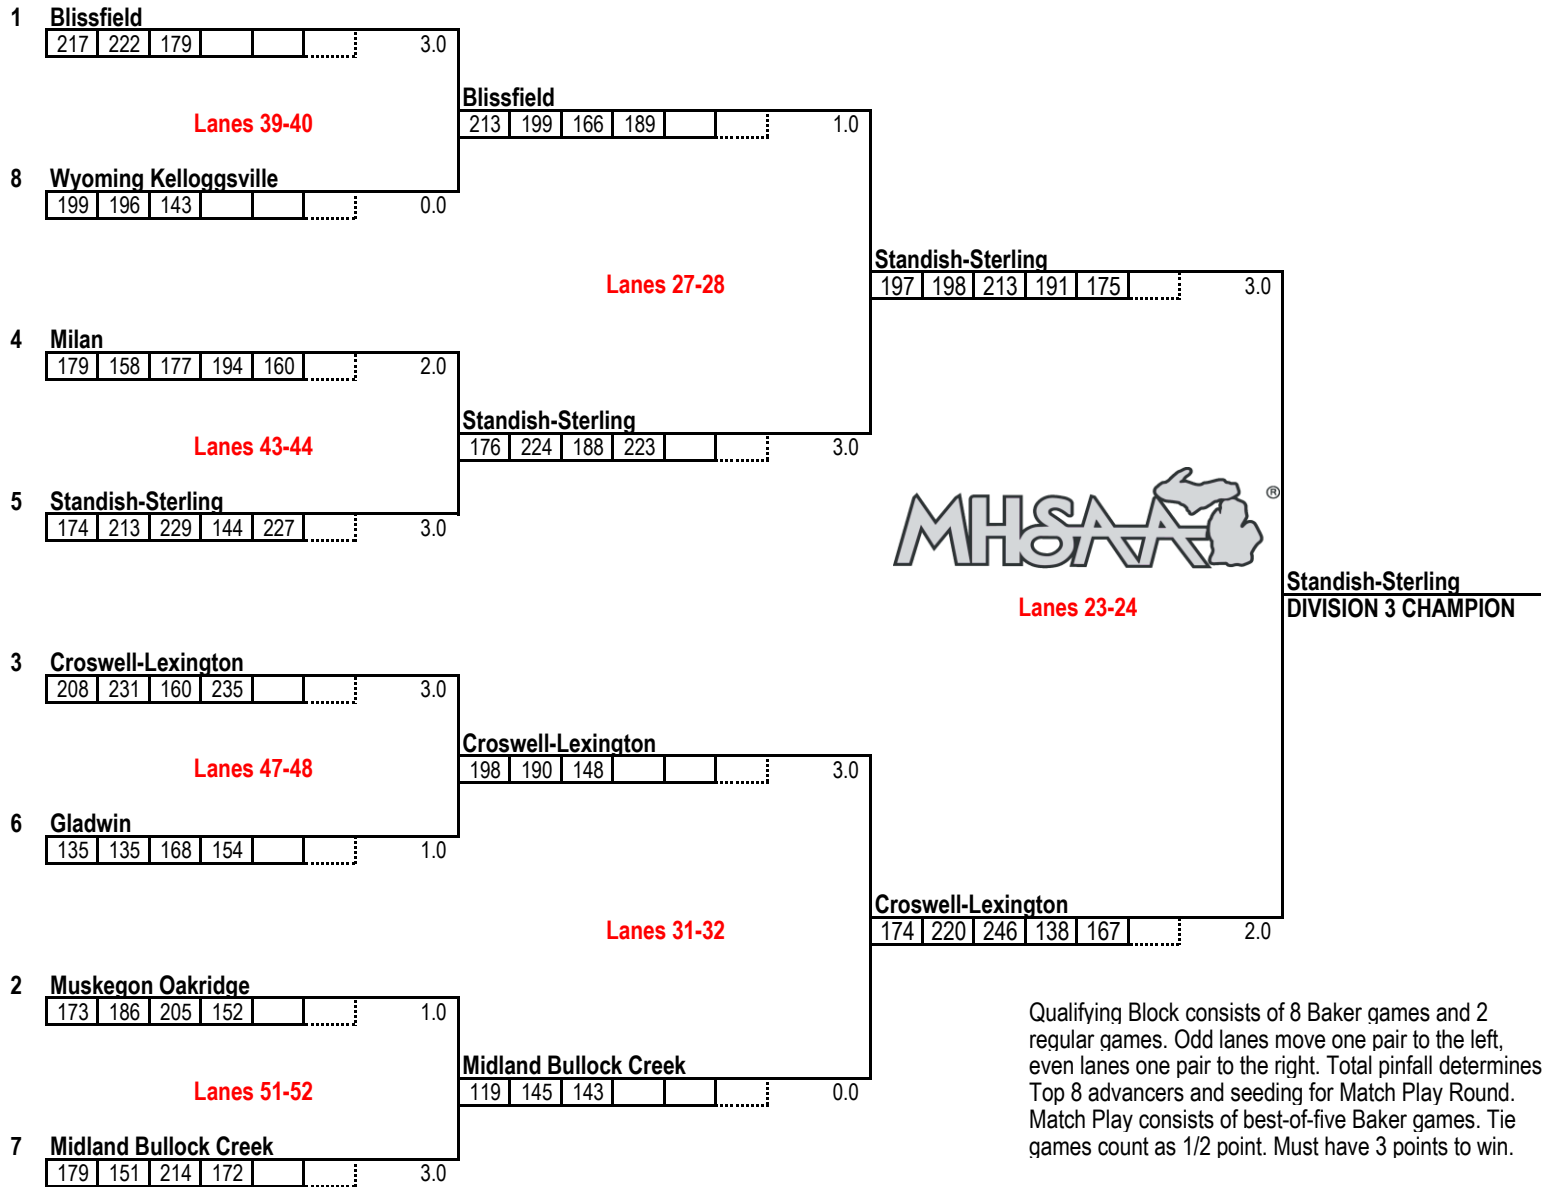 1 Blissfield
217 222 179 3.0
Lanes 39-40
8 Wyoming Kelloggsville
199 196 143 0.0
Blissfield
213 199 166 189 1.0
Lanes 27-28
4 Milan
179 158 177 194 160 2.0
Lanes 43-44
5 Standish-Sterling
174 213 229 144 227 3.0
Standish-Sterling
176 224 188 223 3.0
Standish-Sterling
197 198 213 191 175 3.0
MHSAA ®
Lanes 23-24
Standish-Sterling
DIVISION 3 CHAMPION
3 Croswell-Lexington
208 231 160 235 3.0
Lanes 47-48
6 Gladwin
135 135 168 154 1.0
Croswell-Lexington
198 190 148 3.0
Lanes 31-32
2 Muskegon Oakridge
173 186 205 152 1.0
Lanes 51-52
7 Midland Bullock Creek
179 151 214 172 3.0
Midland Bullock Creek
119 145 143 0.0
Croswell-Lexington
174 220 246 138 167 2.0
Qualifying Block consists of 8 Baker games and 2
regular games. Odd lanes move one pair to the left,
even lanes one pair to the right. Total pinfall determines
Top 8 advancers and seeding for Match Play Round.
Match Play consists of best-of-five Baker games. Tie
games count as 1/2 point. Must have 3 points to win.